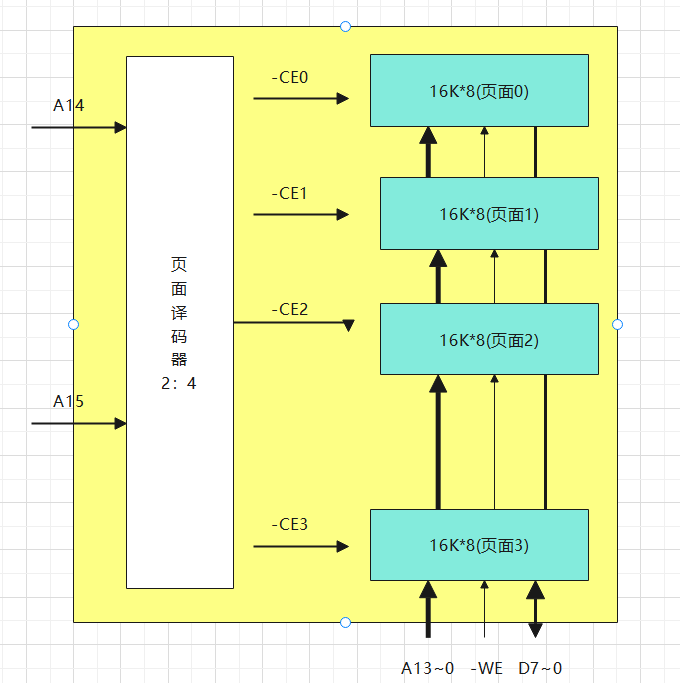 -CE0
16K*8(页面0)
A14
-CE1
16K*8(页面1)
页
面
译
码
器
2：4
-CE2
16K*8(页面2)
A15
-CE3
16K*8(页面3)
A13~0
-WE
D7~0